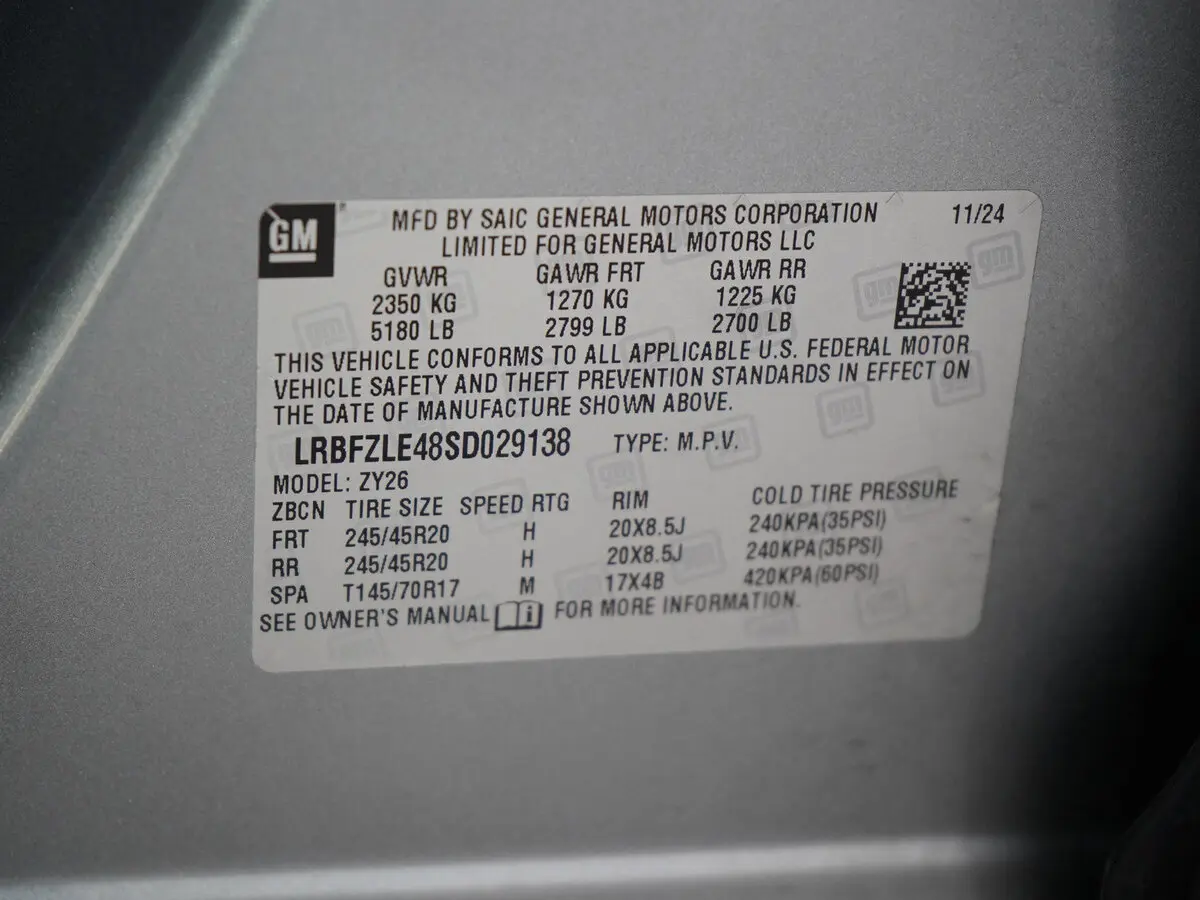 GM
MFD BY SAIC GENERAL MOTORS CORPORATION 11/24
LIMITED FOR GENERAL MOTORS LLC
GVWR GAWR FRT GAWR RR
2350 KG 1270 KG 1225 KG
5180 LB 2799 LB 2700 LB
THIS VEHICLE CONFORMS TO ALL APPLICABLE U.S. FEDERAL MOTOR
VEHICLE SAFETY AND THEFT PREVENTION STANDARDS IN EFFECT ON
THE DATE OF MANUFACTURE SHOWN ABOVE.
LRBFZLE48SD029138 TYPE: M.P.V.
MODEL: ZY26
ZBCN TIRE SIZE SPEED RTG RIM COLD TIRE PRESSURE
FRT 245/45R20 H 20X8.5J 240KPA(35PSI)
RR 245/45R20 H 20X8.5J 240KPA(35PSI)
SPA T145/70R17 M 17X4B 420KPA(60PSI)
SEE OWNER'S MANUAL i FOR MORE INFORMATION.